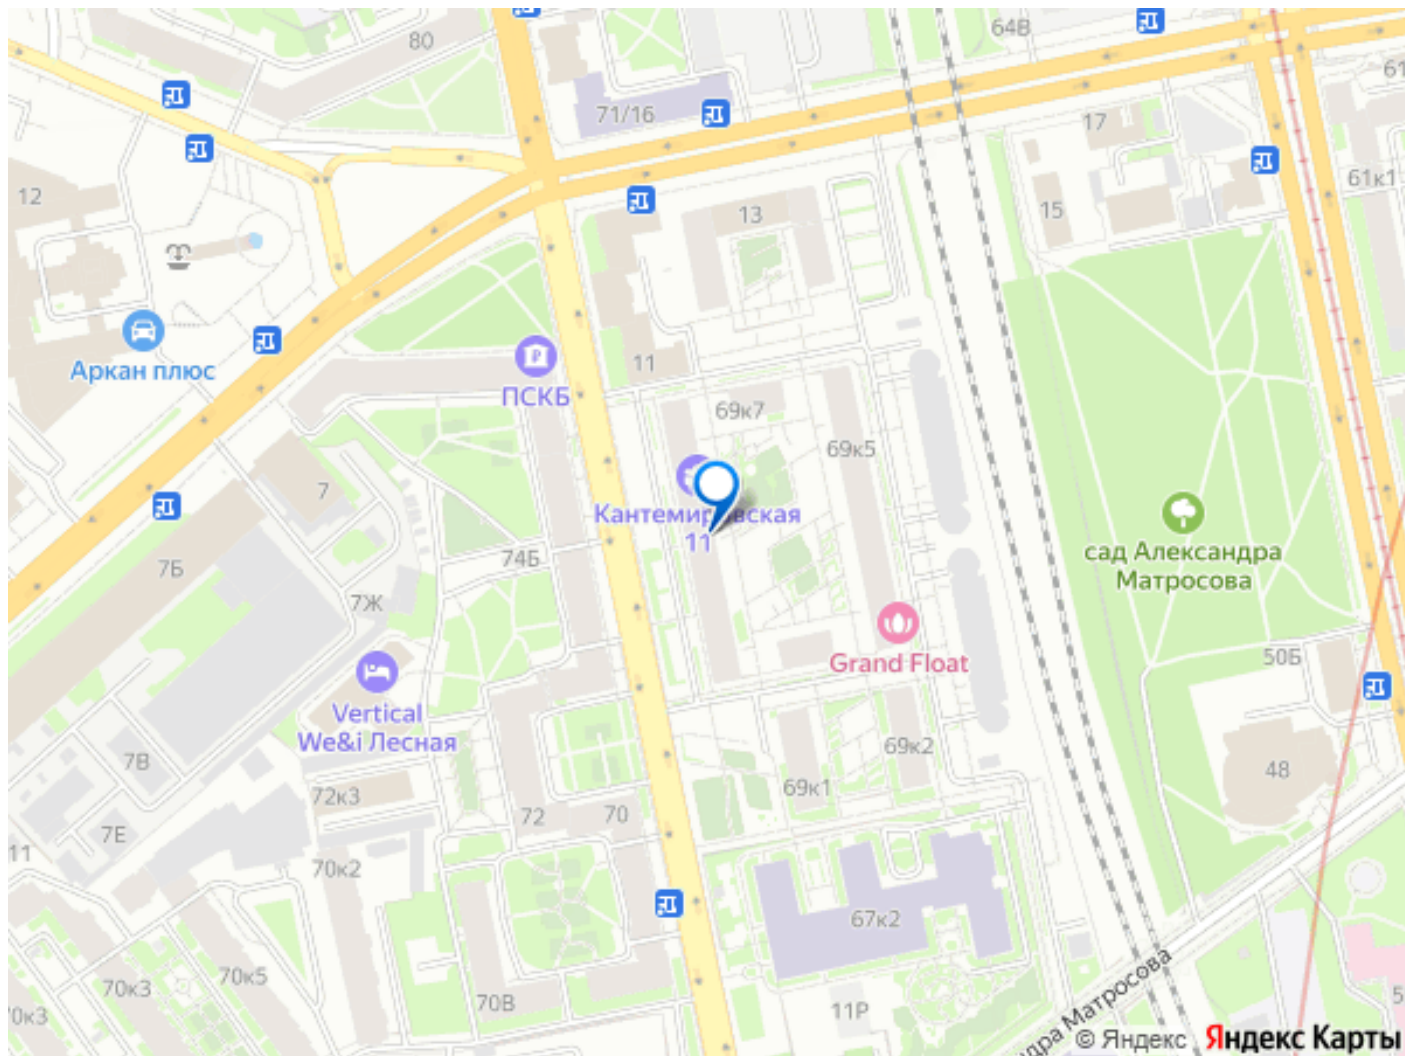 80
64В
61
71/16
17
12
13
61к1
15
Аркан плюс
11
ПСКБ
69к7
69к5
7
Кантемировская
11
74Б
7Б
сад Александра
Матросова
7Ж
Grand Float
50Б
Vertical
We&i Лесная
7В
69к2
48
72к3
69к1
72
70
7Е
11
70к2
67к2
70к5
70к3
0к3
70В
11Р
5
дра Матросова
© Яндекс
Яндекс Карты